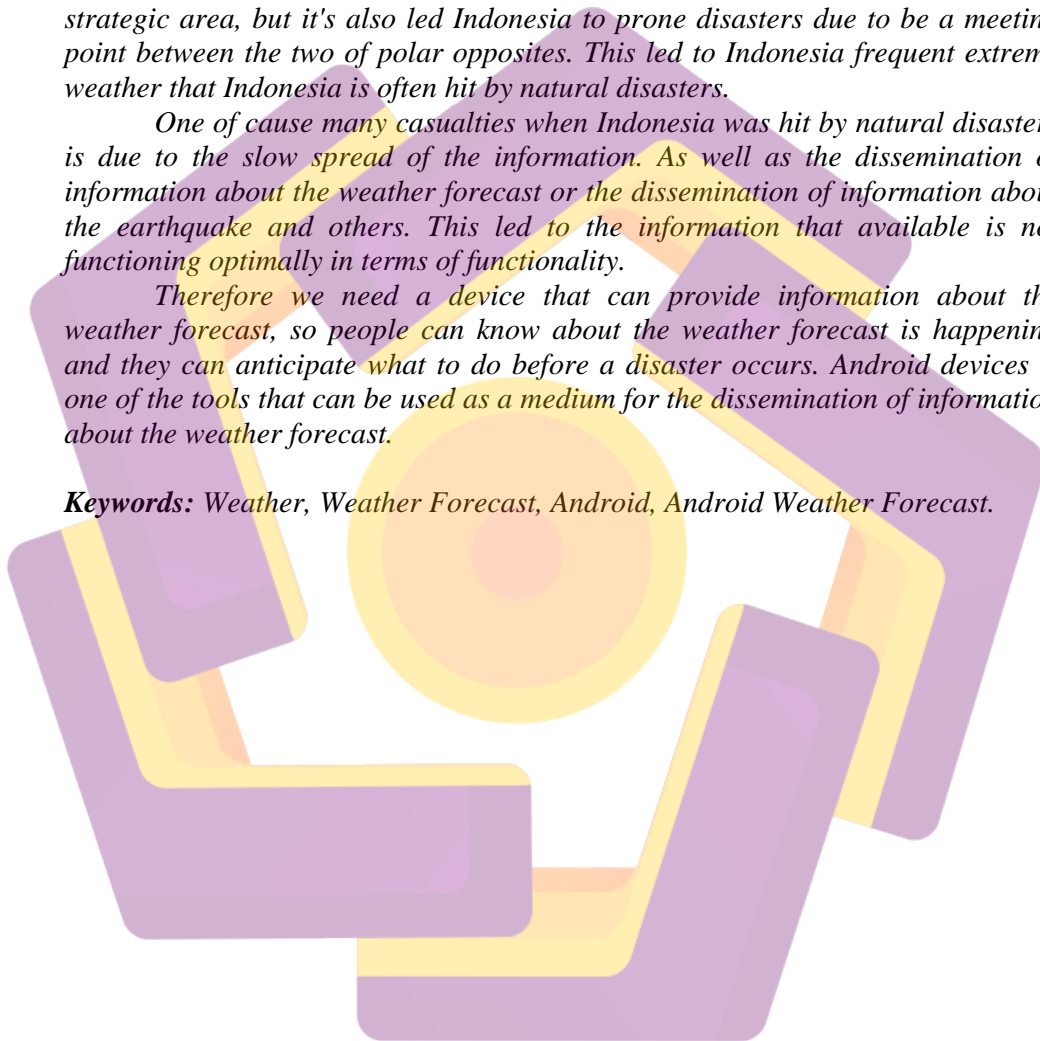 strategic area, but it's also led Indonesia to prone disasters due to be a meetin
point between the two of polar opposites. This led to Indonesia frequent extrem
weather that Indonesia is often hit by natural disasters.
One of cause many casualties when Indonesia was hit by natural disaster
is due to the slow spread of the information. As well as the dissemination o
information about the weather forecast or the dissemination of information abou
the earthquake and others. This led to the information that available is no
functioning optimally in terms of functionality.
Therefore we need a device that can provide information about th
weather forecast, so people can know about the weather forecast is happenin
and they can anticipate what to do before a disaster occurs. Android devices
one of the tools that can be used as a medium for the dissemination of informatio
about the weather forecast.
Keywords: Weather, Weather Forecast, Android, Android Weather Forecast.